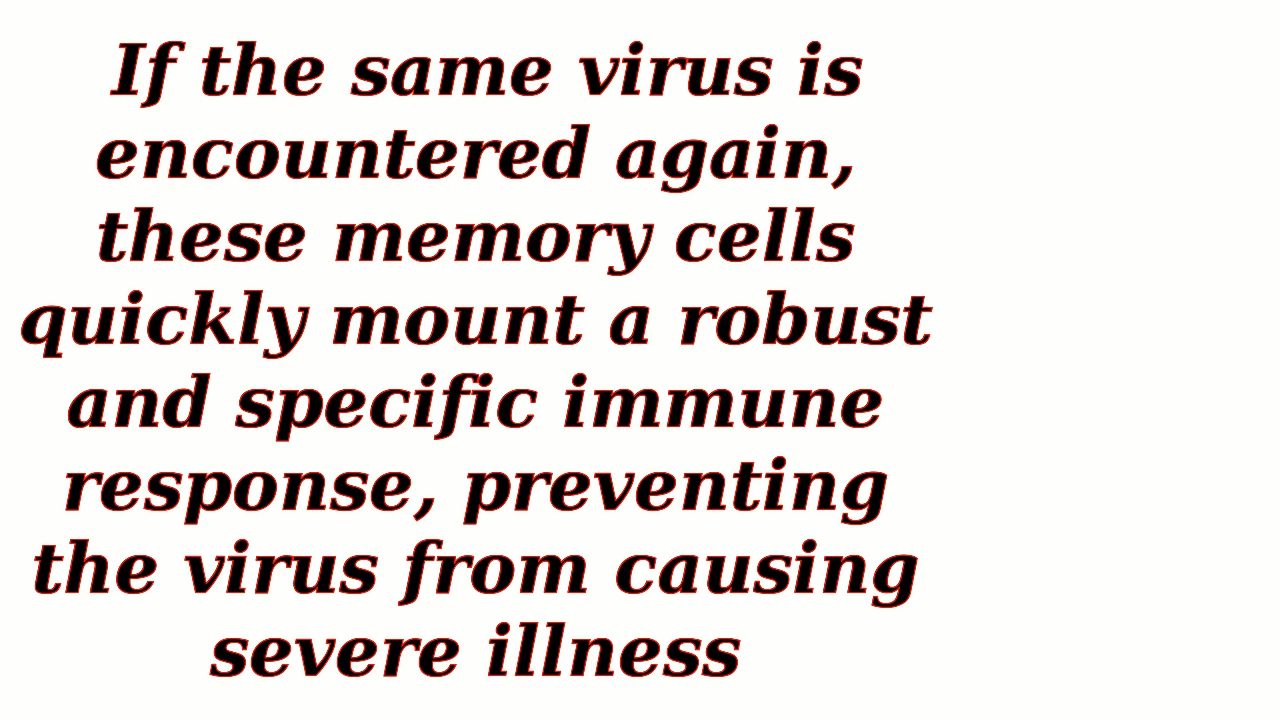 If the same virus is
encountered again,
these memory cells
quickly mount a robust
and specific immune
response, preventing
the virus from causing
severe illness